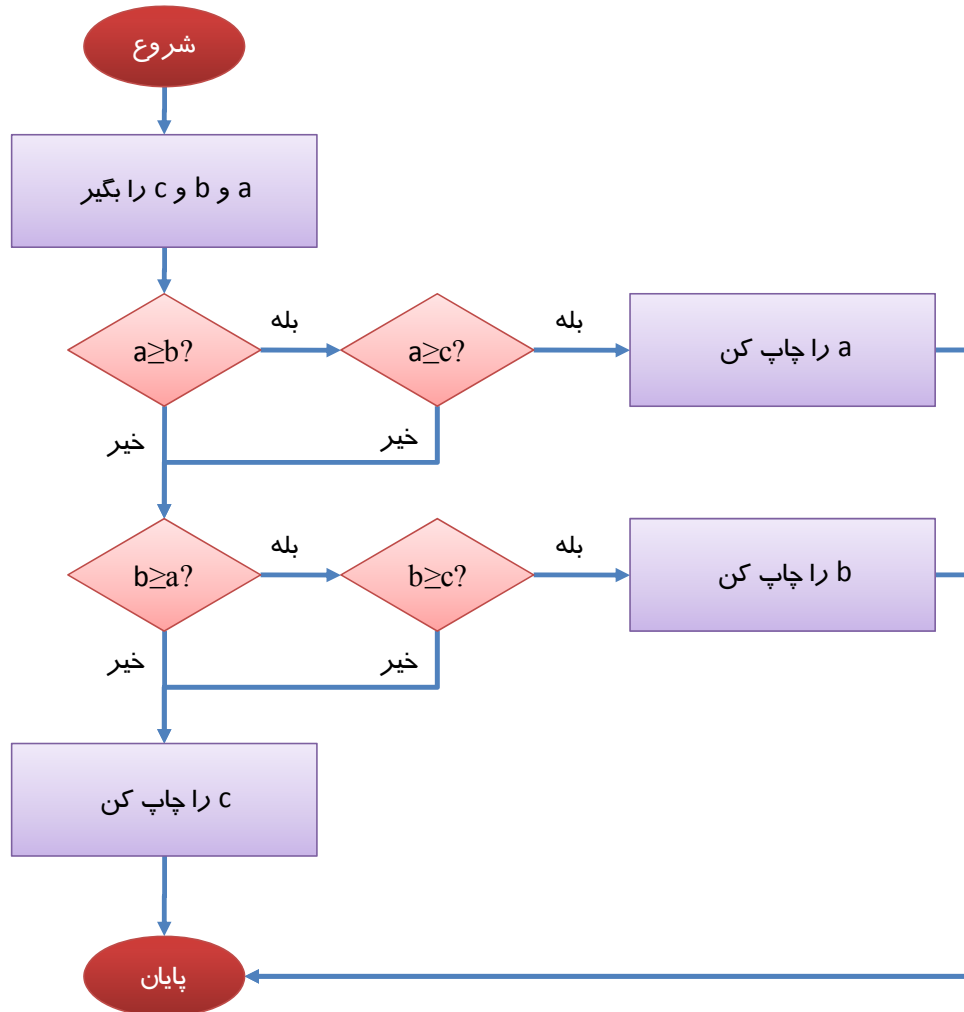 شروع
a و b و c را بگیر
a≥b?
بله
a≥c?
بله
a را چاپ کن
خیر
خیر
b≥a?
بله
b≥c?
بله
b را چاپ کن
خیر
خیر
c را چاپ کن
پایان